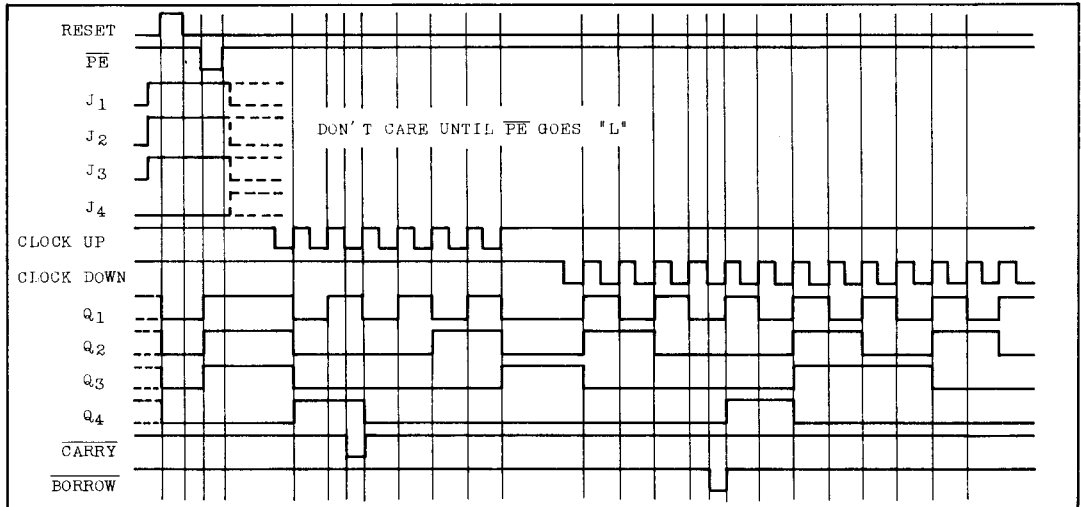 RESET
PE
J1
J2
DON'T CARE UNTIL PE GOES "L"
J3
J4
CLOCK UP
CLOCK DOWN
Q1
Q2
Q3
Q4
CARRY
BORROW